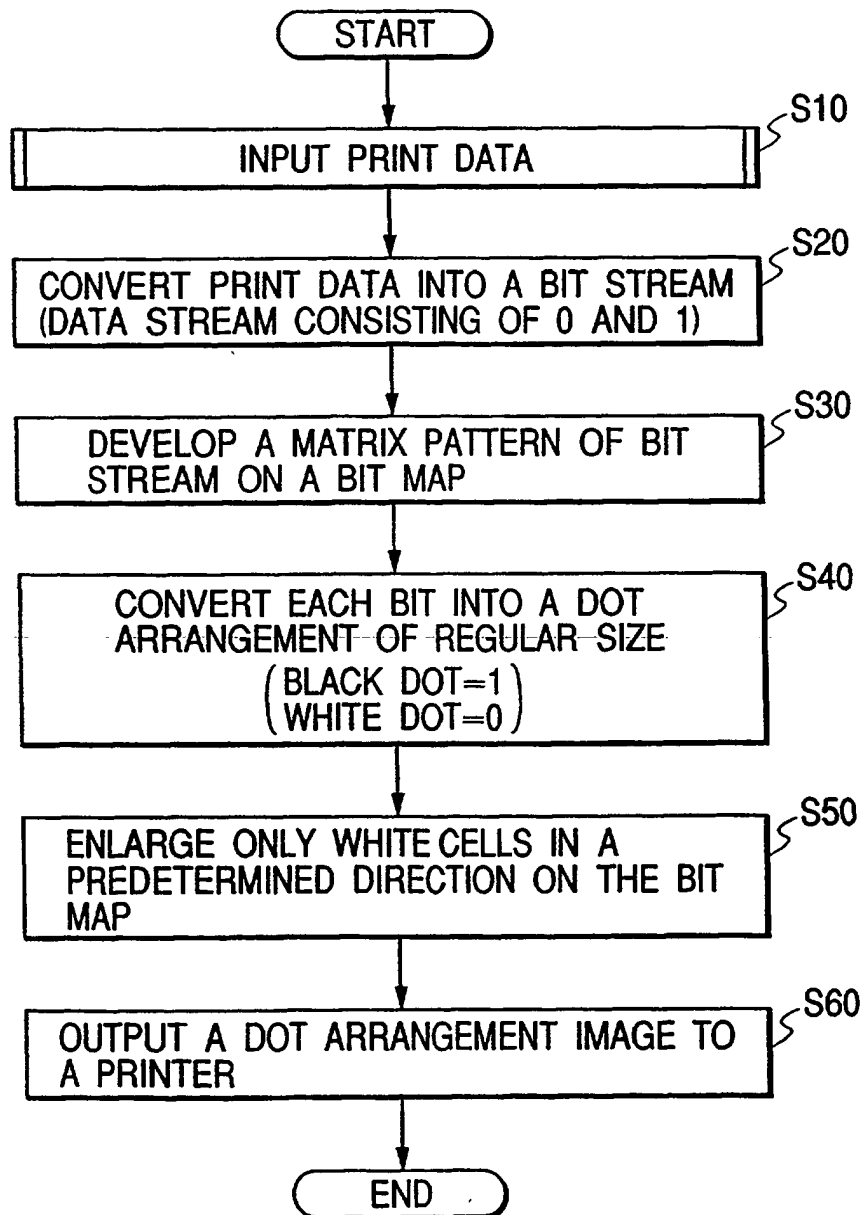 START
S10
INPUT PRINT DATA
S20
CONVERT PRINT DATA INTO A BIT STREAM
(DATA STREAM CONSISTING OF 0 AND 1)
S30
DEVELOP A MATRIX PATTERN OF BIT
STREAM ON A BIT MAP
S40
CONVERT EACH BIT INTO A DOT
ARRANGEMENT OF REGULAR SIZE
(BLACK DOT=1
WHITE DOT=0)
S50
ENLARGE ONLY WHITE CELLS IN A
PREDETERMINED DIRECTION ON THE BIT
MAP
S60
OUTPUT A DOT ARRANGEMENT IMAGE TO
A PRINTER
END